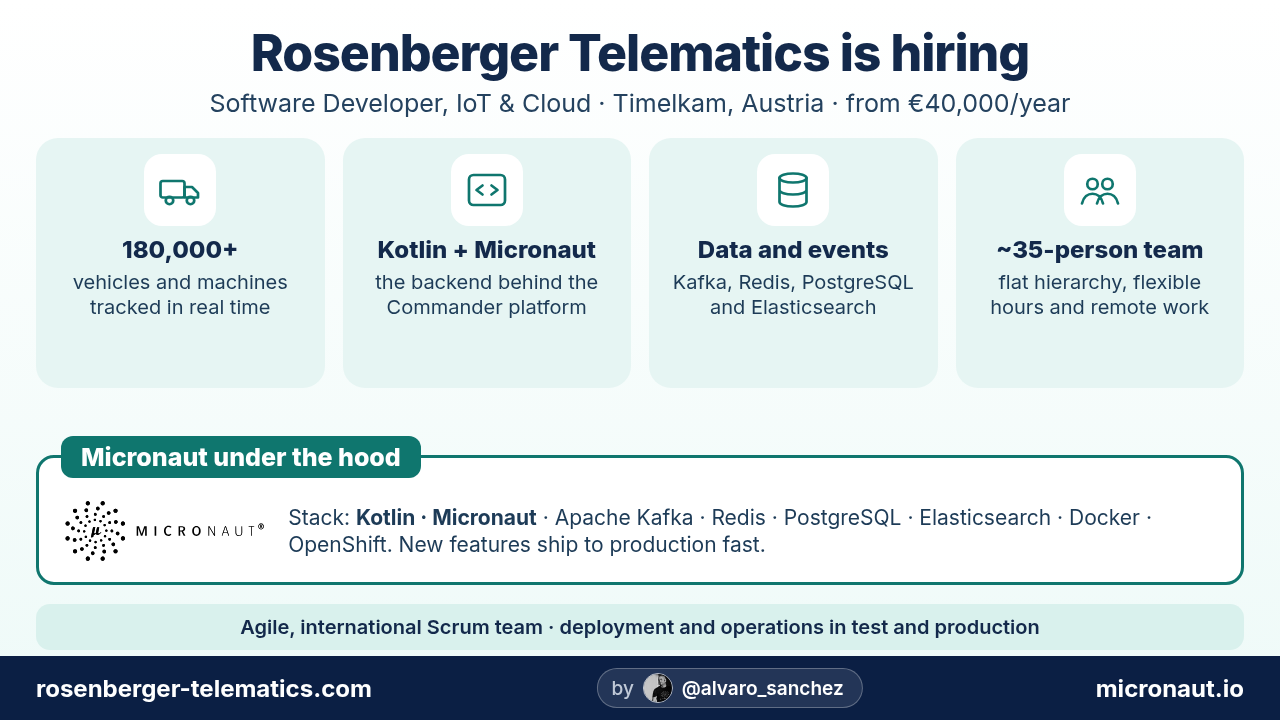 Rosenberger Telematics is hiring
Software Developer, IoT & Cloud · Timelkam, Austria · from €40,000/year
180,000+
vehicles and machines
tracked in real time
Kotlin + Micronaut
the backend behind the
Commander platform
Data and events
Kafka, Redis, PostgreSQL
and Elasticsearch
~35-person team
flat hierarchy, flexible
hours and remote work
Micronaut under the hood
μ MICRONAUT®
Stack: Kotlin · Micronaut · Apache Kafka · Redis · PostgreSQL · Elasticsearch · Docker ·
OpenShift. New features ship to production fast.
Agile, international Scrum team · deployment and operations in test and production
rosenberger-telematics.com
by @alvaro_sanchez
micronaut.io